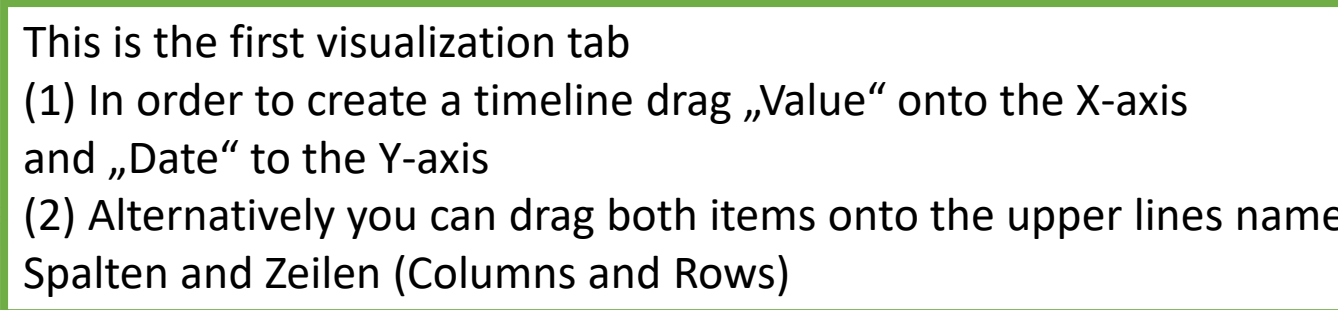 This is the first visualization tab
(1) In order to create a timeline drag „Value“ onto the X-axis
and „Date“ to the Y-axis
(2) Alternatively you can drag both items onto the upper lines name
Spalten and Zeilen (Columns and Rows)